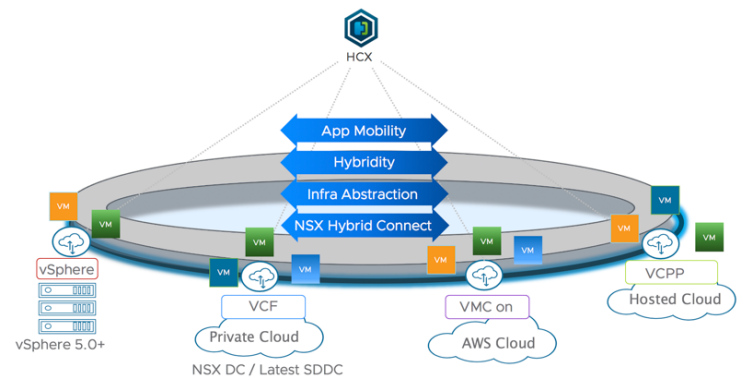 HCX
App Mobility
Hybridity
Infra Abstraction
NSX Hybrid Connect
VM
VM
VM
VM
VM
VM
VM
VM
VM
VM
VM
VM
vSphere
vSphere 5.0+
VCF
Private Cloud
NSX DC / Latest SDDC
VMC on
AWS Cloud
VCPP
Hosted Cloud